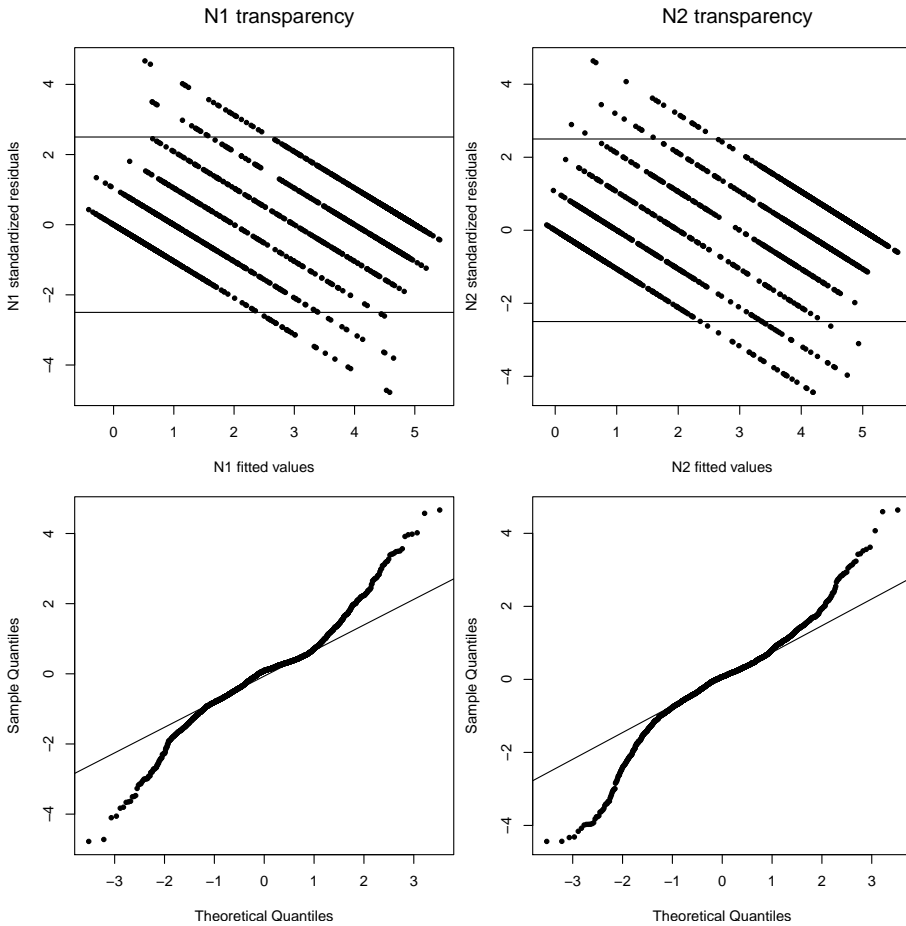 N1 transparency
N2 transparency
N1 standardized residuals
4
2
0
−2
−4
0 1 2 3 4 5
N1 fitted values
N2 standardized residuals
4
2
0
−2
−4
0 1 2 3 4 5
N2 fitted values
Sample Quantiles
4
2
0
−2
−4
−3 −2 −1 0 1 2 3
Theoretical Quantiles
Sample Quantiles
4
2
0
−2
−4
−3 −2 −1 0 1 2 3
Theoretical Quantiles